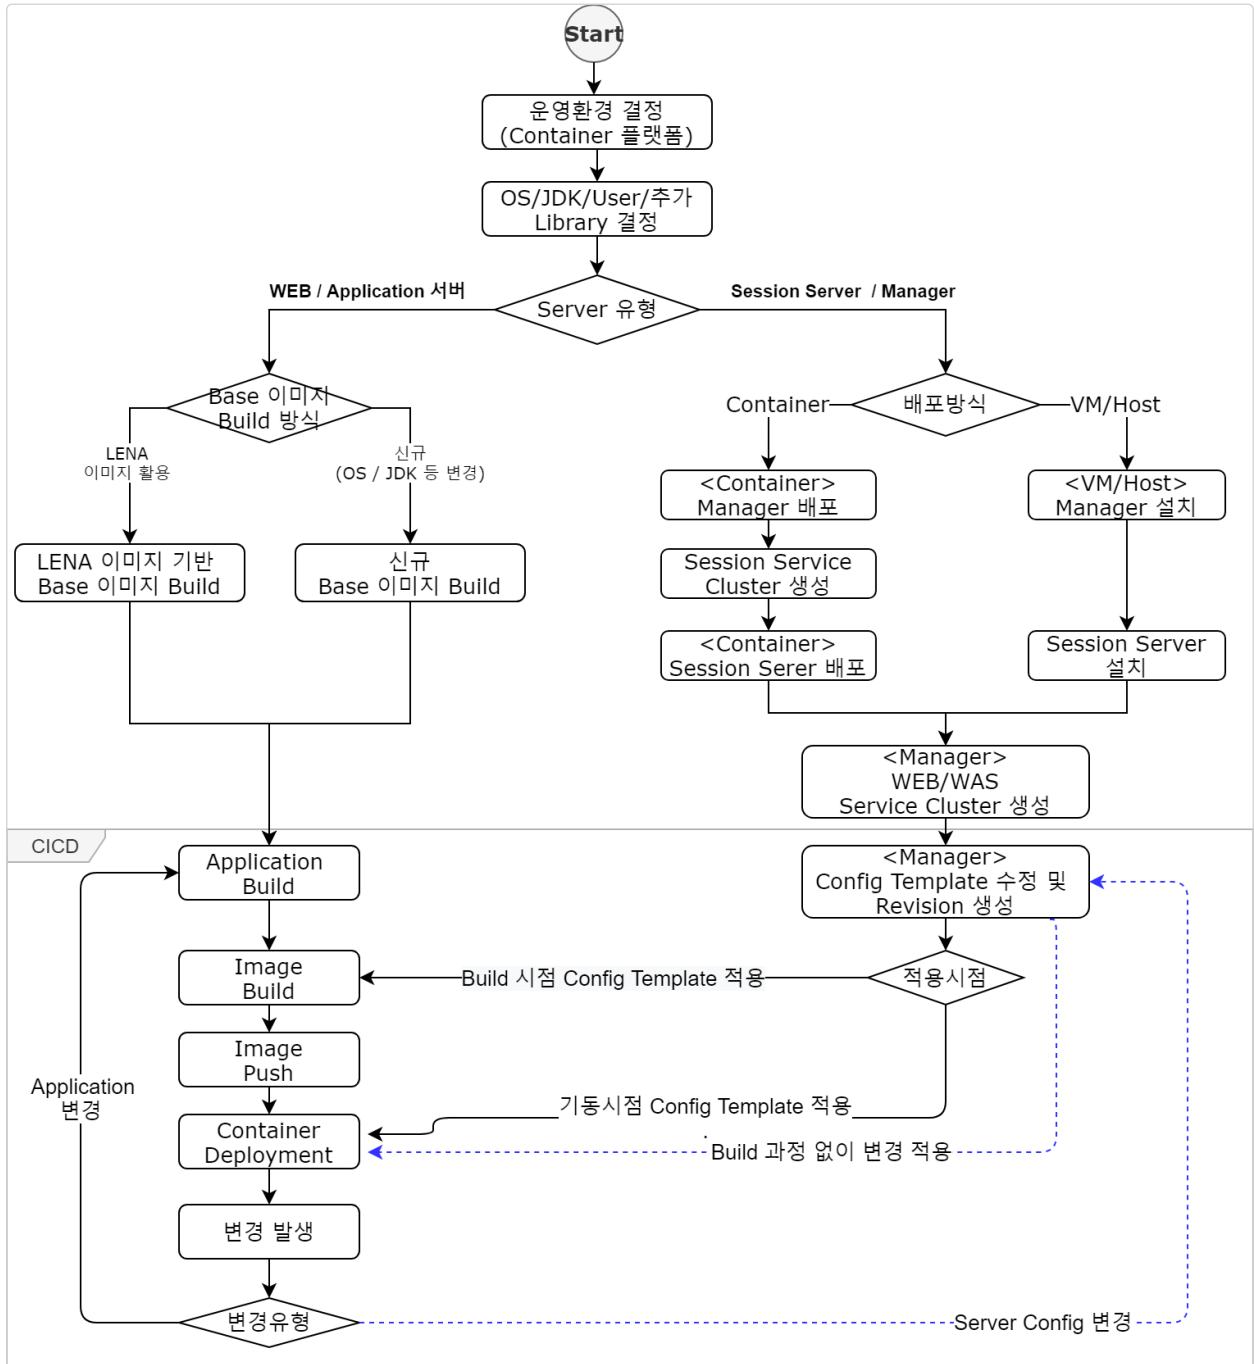 Start
운영환경 결정
(Container 플랫폼)
OS/JDK/User/추가
Library 결정
WEB / Application 서버
Server 유형
Session Server / Manager
Base 이미지
Build 방식
Container
배포방식
VM/Host
LENA
이미지 활용
신규
(OS / JDK 등 변경)
<Container>
Manager 배포
<VM/Host>
Manager 설치
LENA 이미지 기반
Base 이미지 Build
신규
Base 이미지 Build
Session Service
Cluster 생성
<Container>
Session Serer 배포
Session Server
설치
<Manager>
WEB/WAS
Service Cluster 생성
CICD
Application
Build
<Manager>
Config Template 수정 및
Revision 생성
Image
Build
Build 시점 Config Template 적용
적용시점
Image
Push
Application
변경
기동시점 Config Template 적용
.
Container
Deployment
Build 과정 없이 변경 적용
변경 발생
변경유형
Server Config 변경